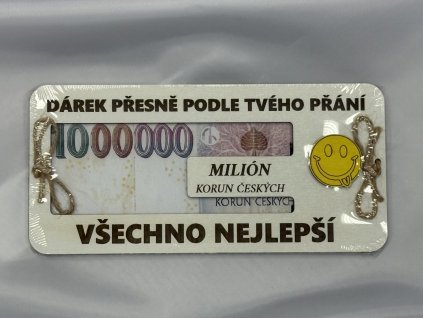 DÁREK PŘESNĚ PODLE TVÉHO PŘÁNÍ
1000000
MILIÓN
KORUN ČESKÝCH
KORUN ČESKÝCH
VŠECHNO NEJLEPŠÍ